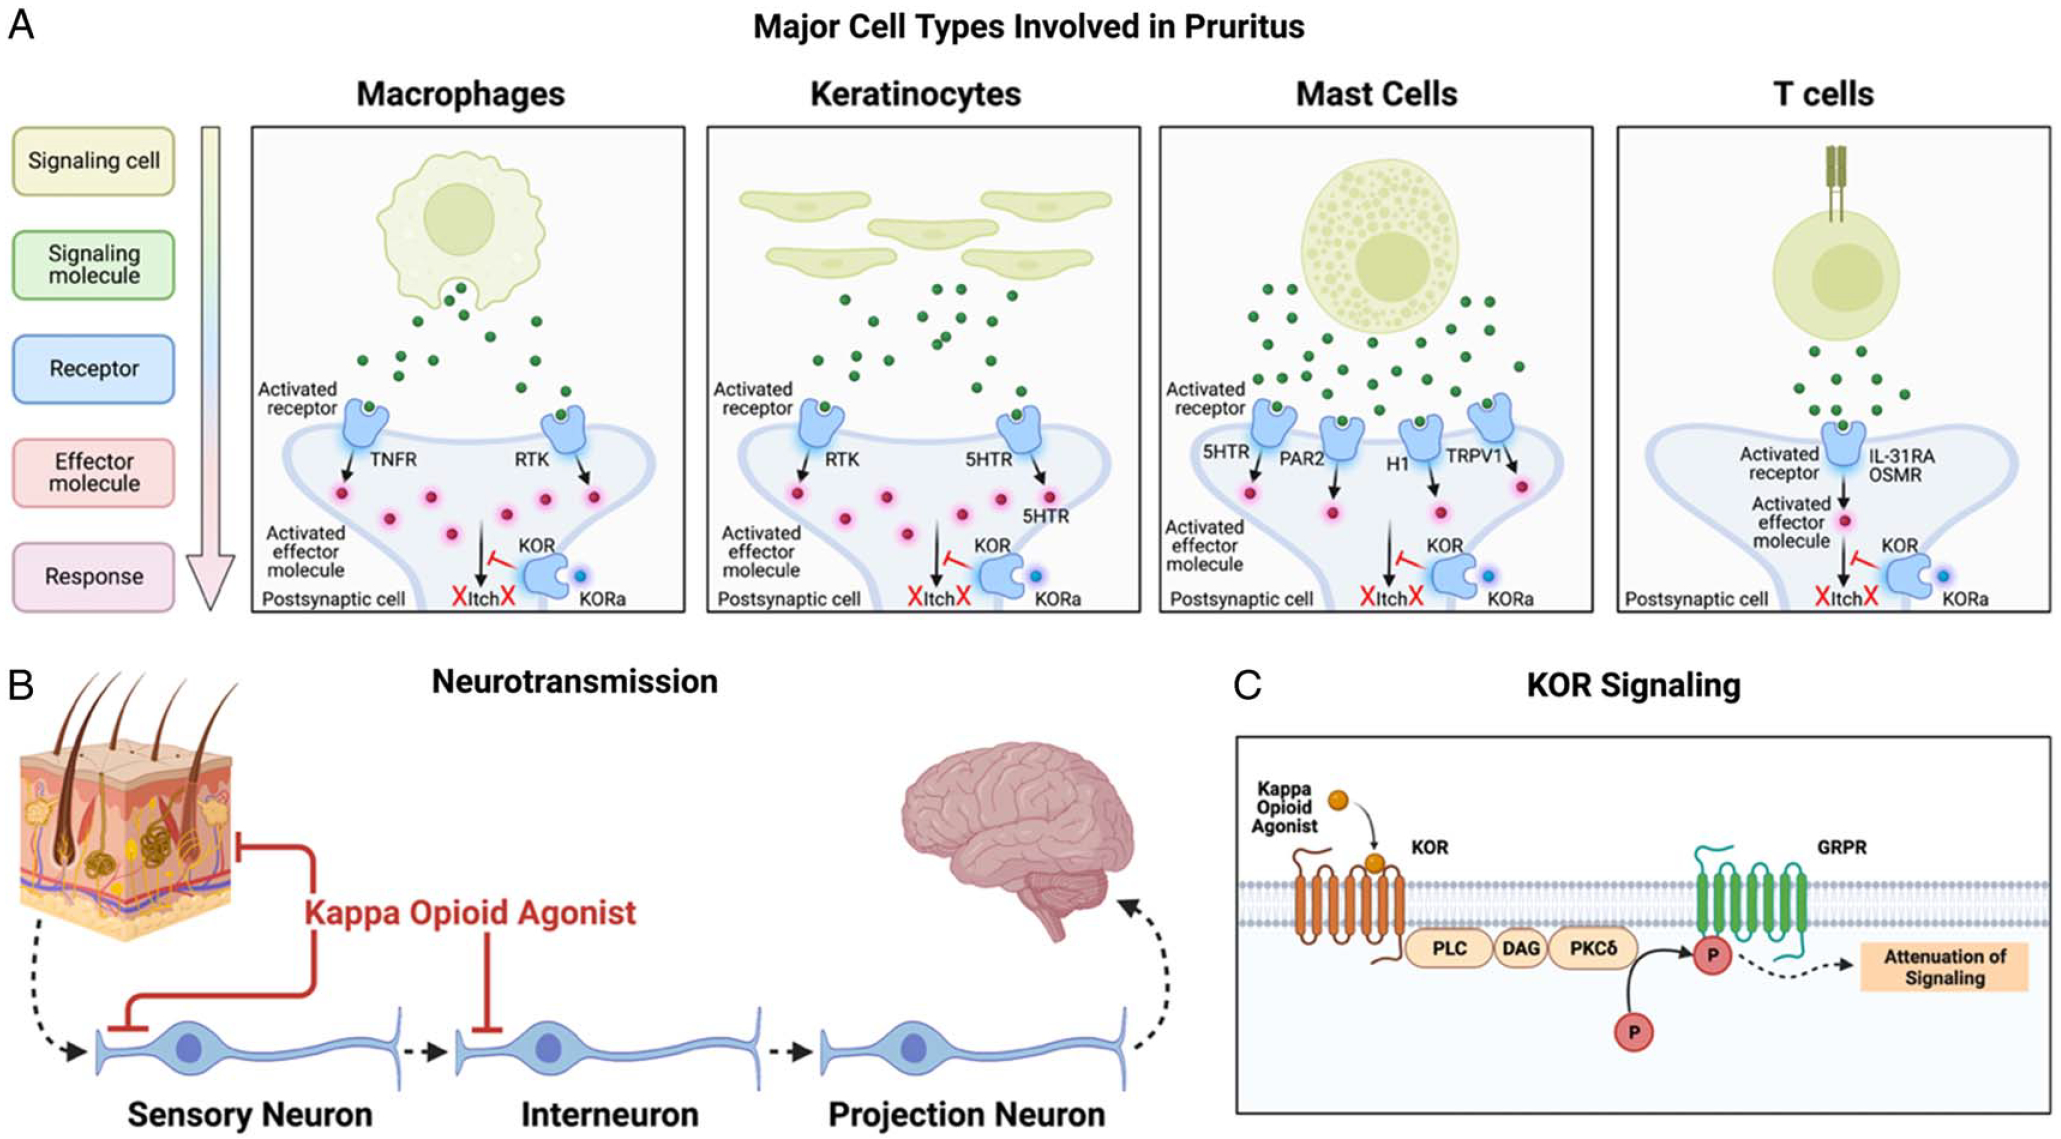 A
Major Cell Types Involved in Pruritus
Macrophages
Keratinocytes
Mast Cells
T cells
Signaling cell
Signaling
molecule
Receptor
Effector
molecule
Response
Activated
receptor
TNFR
RTK
Activated
effector
molecule
KOR
Postsynaptic cell
XItchX
KORa
Activated
receptor
RTK
5HTR
5HTR
Activated
effector
molecule
KOR
Postsynaptic cell
XItchX
KORa
Activated
receptor
5HTR
PAR2
H1
TRPV1
Activated
effector
molecule
KOR
Postsynaptic cell
XItchX
KORa
Activated
receptor
IL-31RA
OSMR
Activated
effector
molecule
KOR
Postsynaptic cell
XItchX
KORa
B
Neurotransmission
Kappa Opioid Agonist
Sensory Neuron
Interneuron
Projection Neuron
C
KOR Signaling
Kappa
Opioid
Agonist
KOR
GRPR
PLC
DAG
PKCδ
P
P
Attenuation of
Signaling